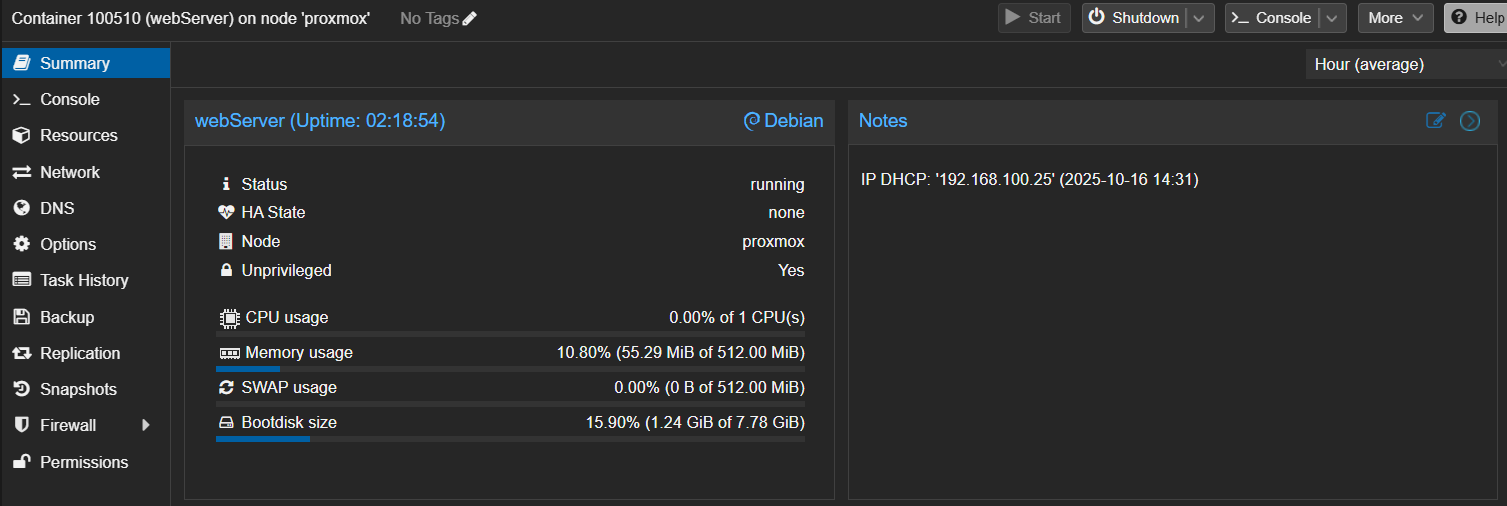 Container 100510 (webServer) on node 'proxmox' No Tags Start Shutdown Console More Help
Summary
Hour (average)
Console
Resources
Network
DNS
Options
Task History
Backup
Replication
Snapshots
Firewall
Permissions
webServer (Uptime: 02:18:54) Debian
Status running
HA State none
Node proxmox
Unprivileged Yes
CPU usage 0.00% of 1 CPU(s)
Memory usage 10.80% (55.29 MiB of 512.00 MiB)
SWAP usage 0.00% (0 B of 512.00 MiB)
Bootdisk size 15.90% (1.24 GiB of 7.78 GiB)
Notes
IP DHCP: '192.168.100.25' (2025-10-16 14:31)